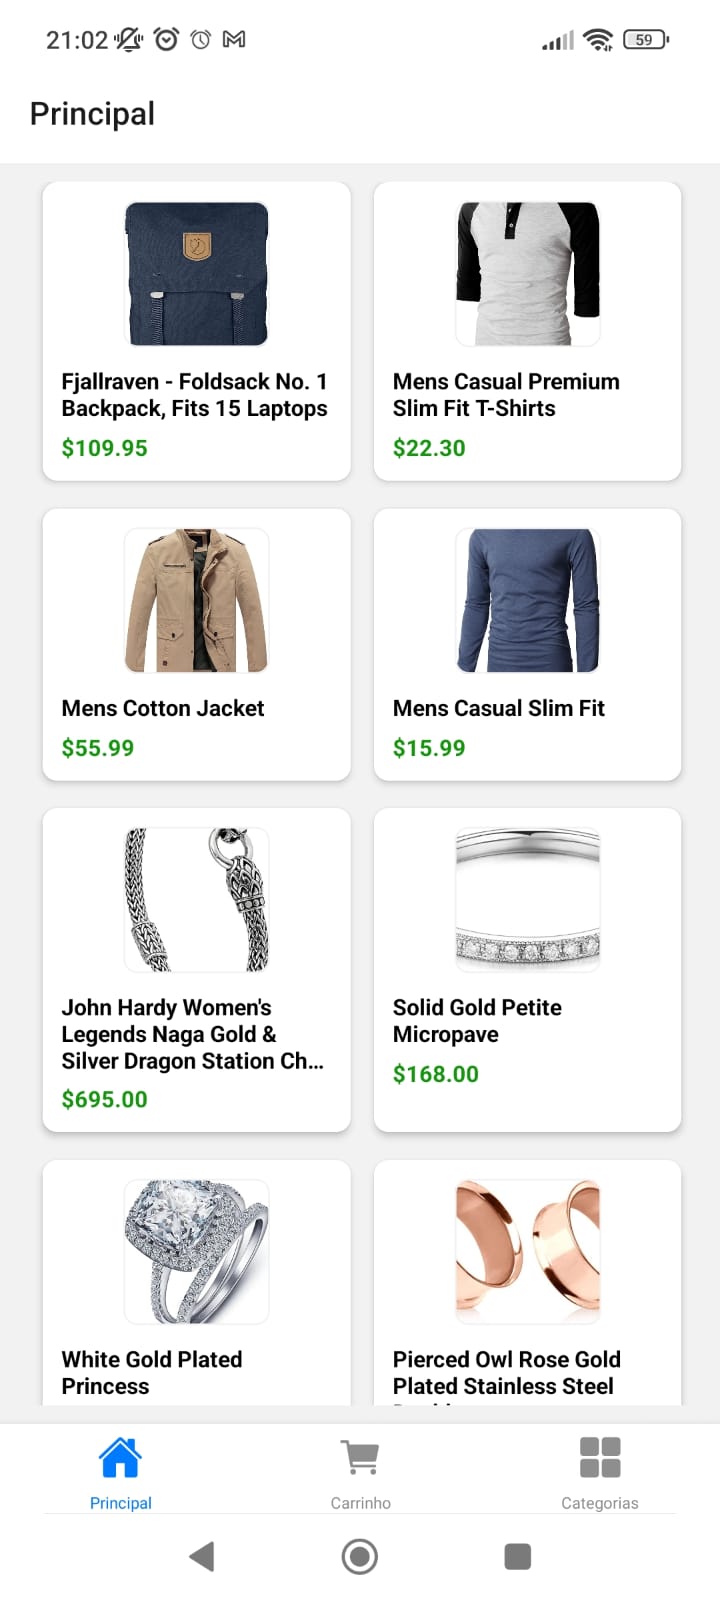 21:02
59
Principal
Fjallraven - Foldsack No. 1
Backpack, Fits 15 Laptops
$109.95
Mens Casual Premium
Slim Fit T-Shirts
$22.30
Mens Cotton Jacket
$55.99
Mens Casual Slim Fit
$15.99
John Hardy Women's
Legends Naga Gold &
Silver Dragon Station Ch...
$695.00
Solid Gold Petite
Micropave
$168.00
White Gold Plated
Princess
Pierced Owl Rose Gold
Plated Stainless Steel
Principal
Carrinho
Categorias